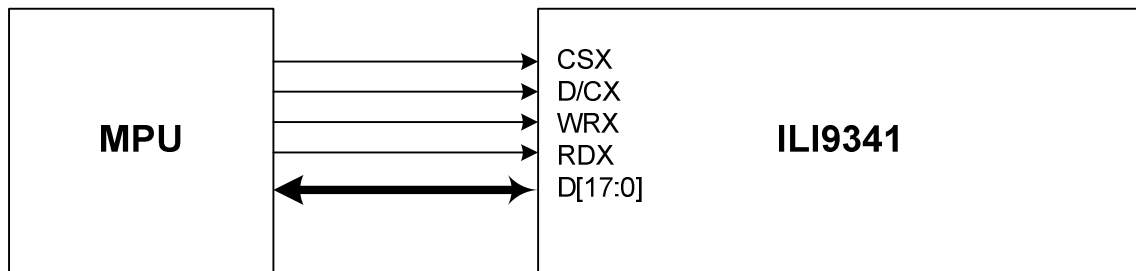 CSX
D/CX
WRX
RDX
D[17:0]
MPU
ILI9341